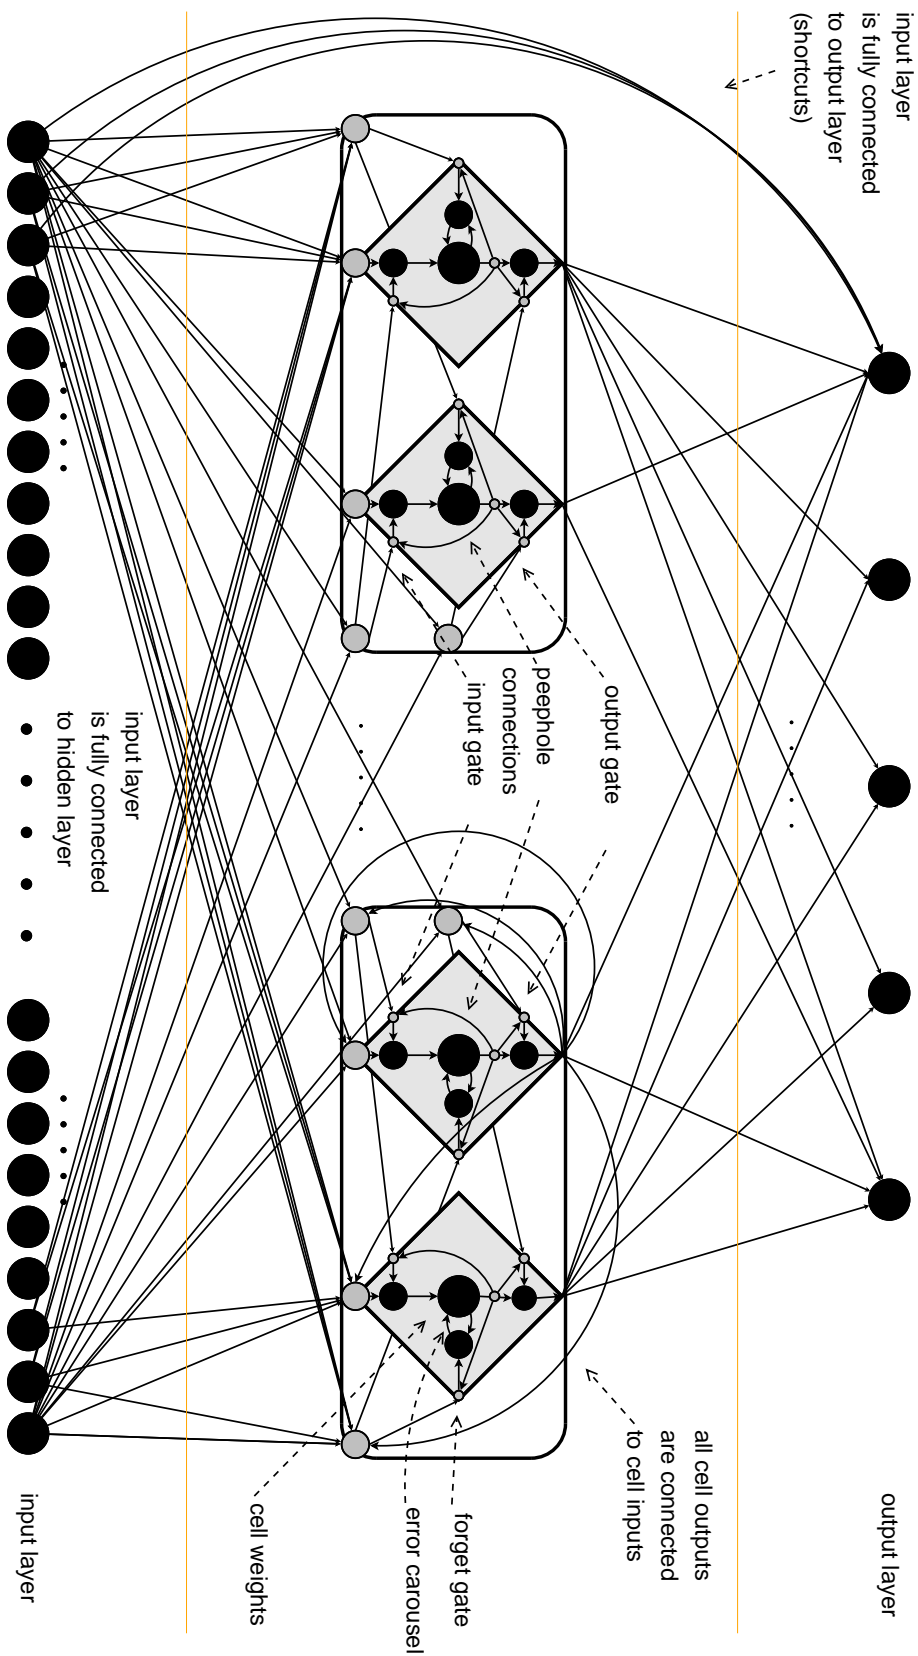 input layer
is fully connected
to output layer
(shortcuts)
output layer
output gate
peephole
connections
input gate
all cell outputs
are connected
to cell inputs
forget gate
error carousel
cell weights
input layer
is fully connected
to hidden layer
input layer